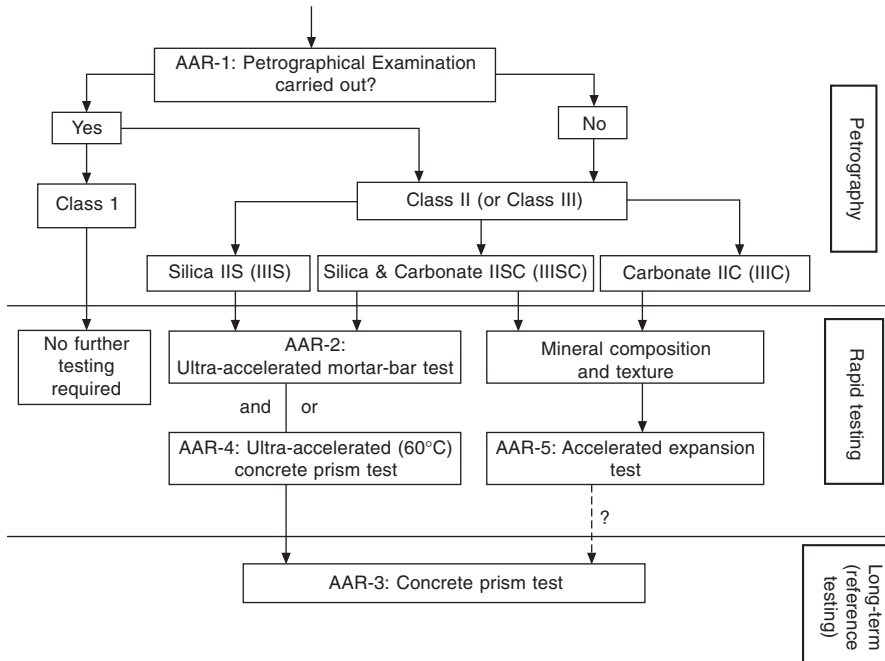 AAR-1: Petrographical Examination
carried out?
Yes
No
Class 1
Class II (or Class III)
Silica IIS (IIIS)
Silica & Carbonate IISC (IIISC)
Carbonate IIC (IIIC)
Petrography
No further
testing
required
AAR-2:
Ultra-accelerated mortar-bar test
Mineral composition
and texture
and
or
AAR-4: Ultra-accelerated (60°C)
concrete prism test
AAR-5: Accelerated expansion
test
Rapid testing
?
AAR-3: Concrete prism test
Long-term
(reference
testing)